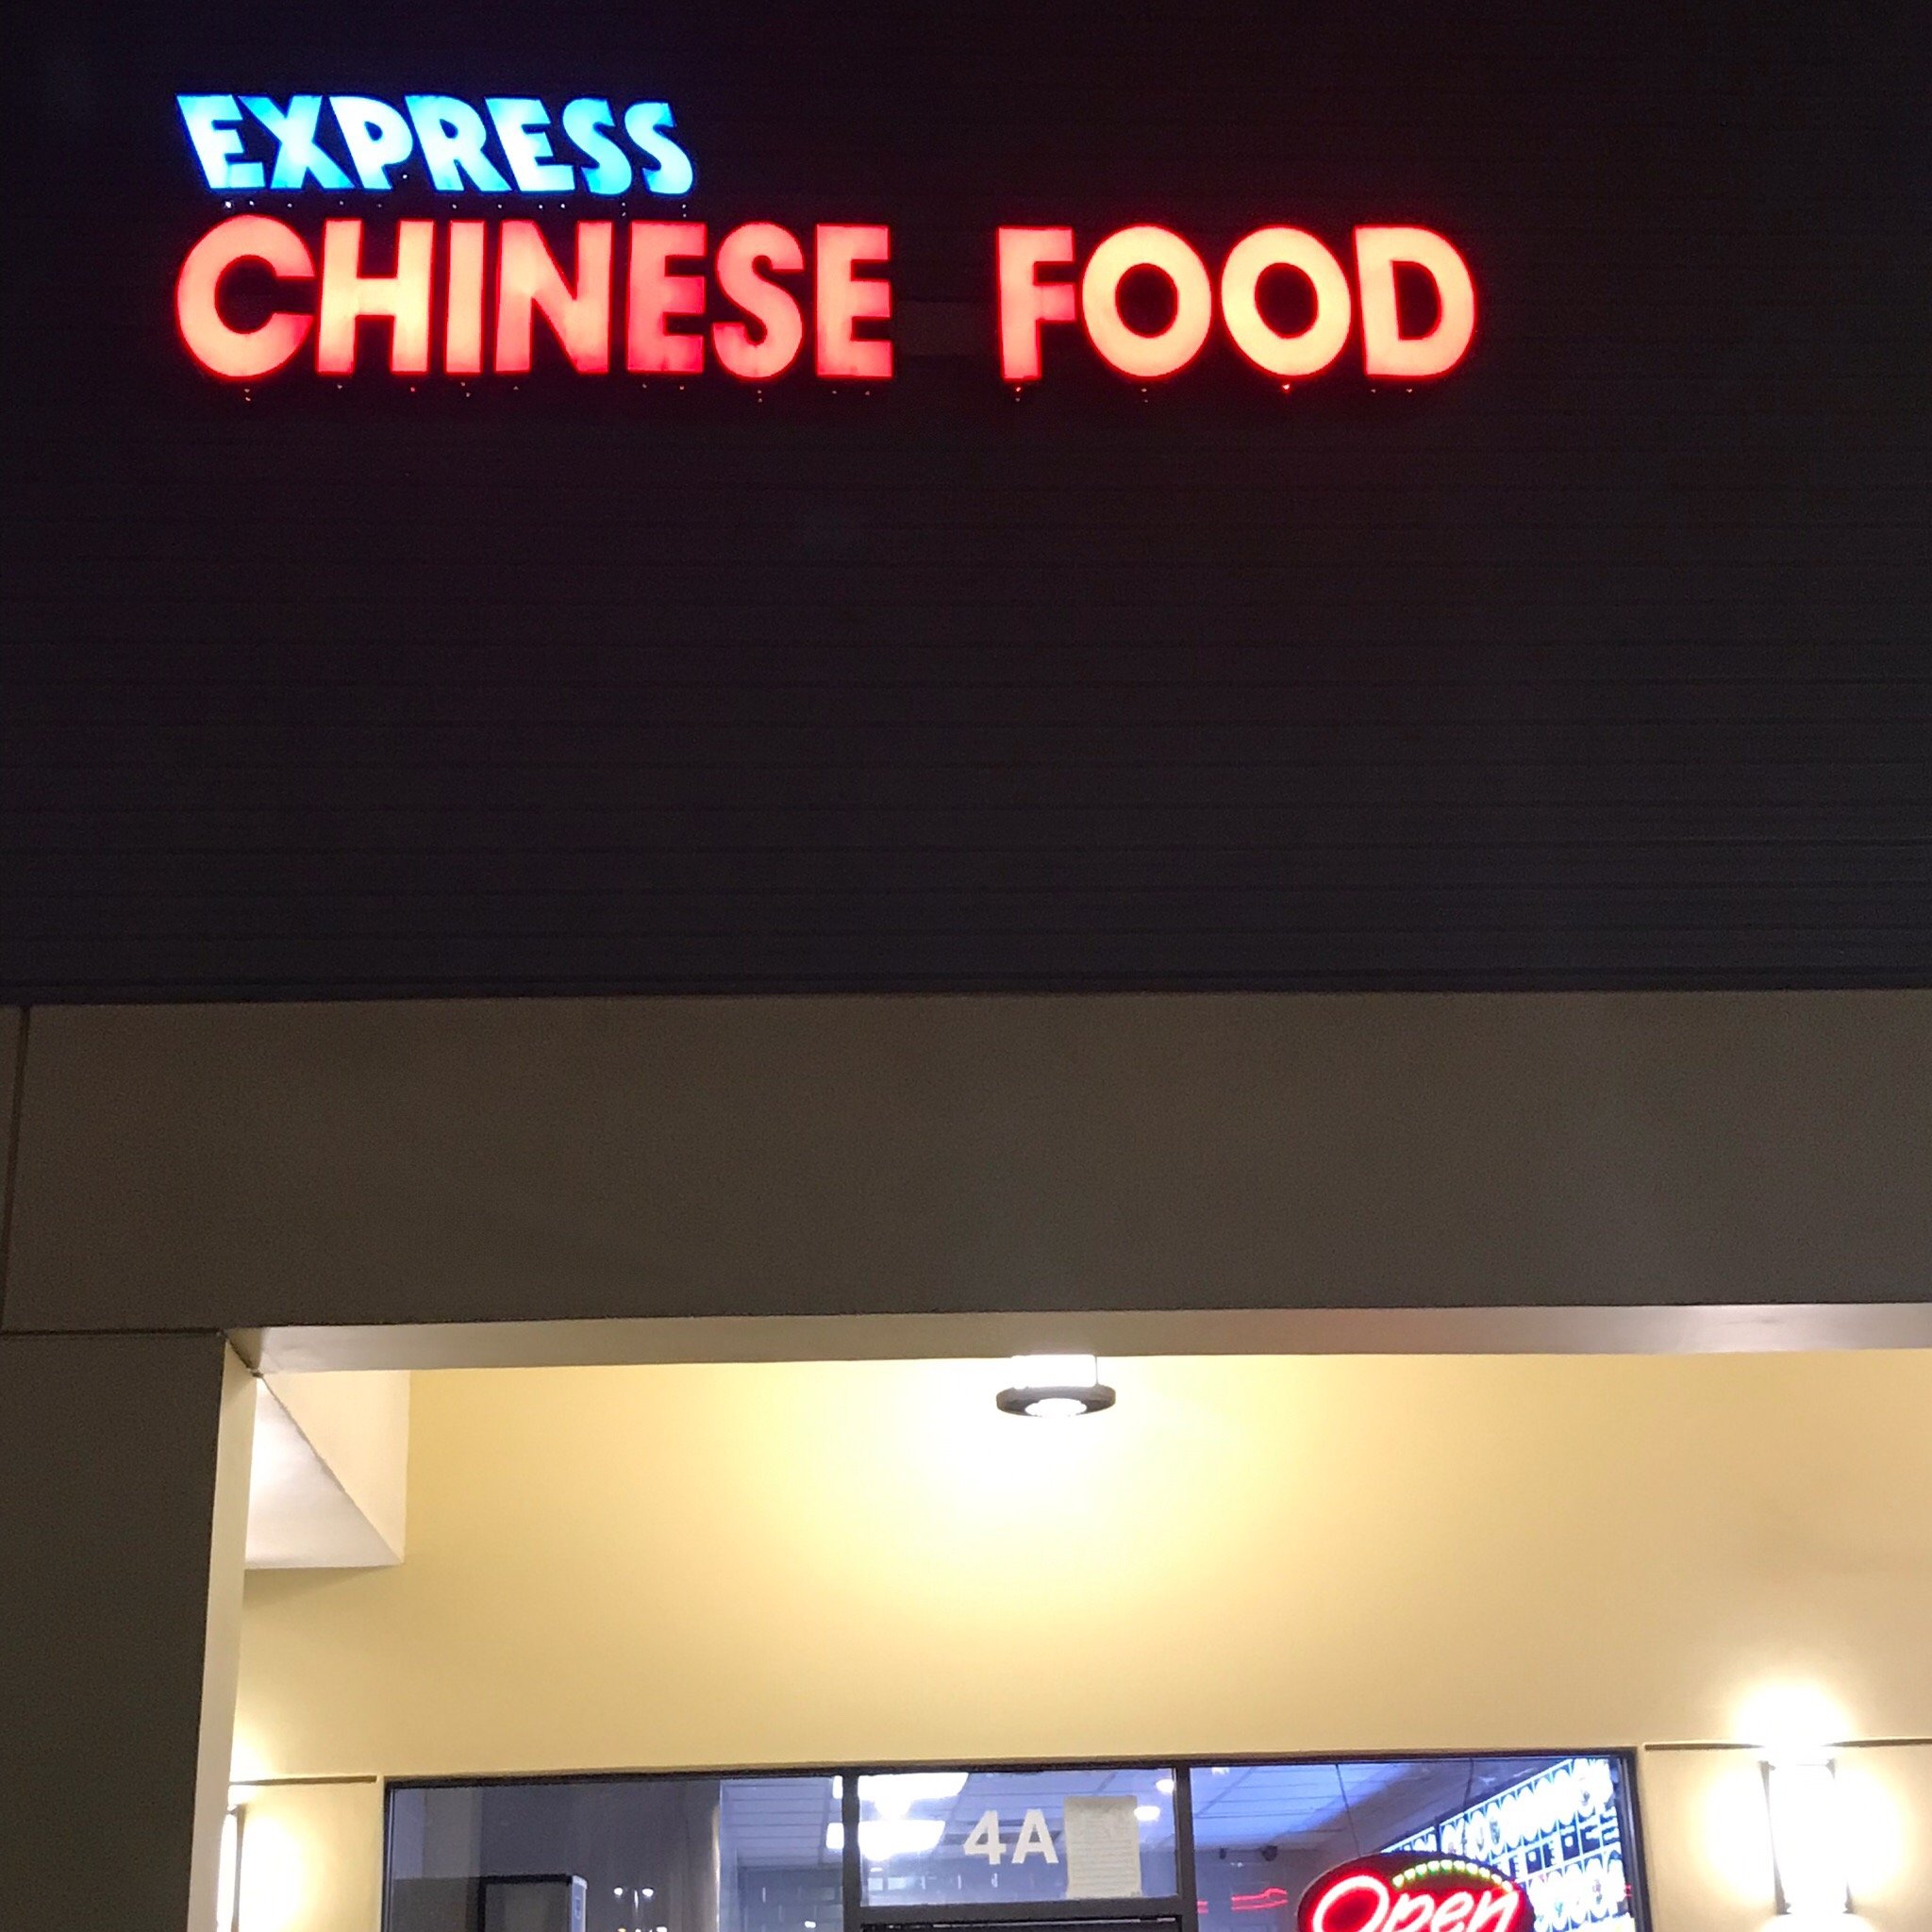 EXPRESS
CHINESE FOOD
4A
Open